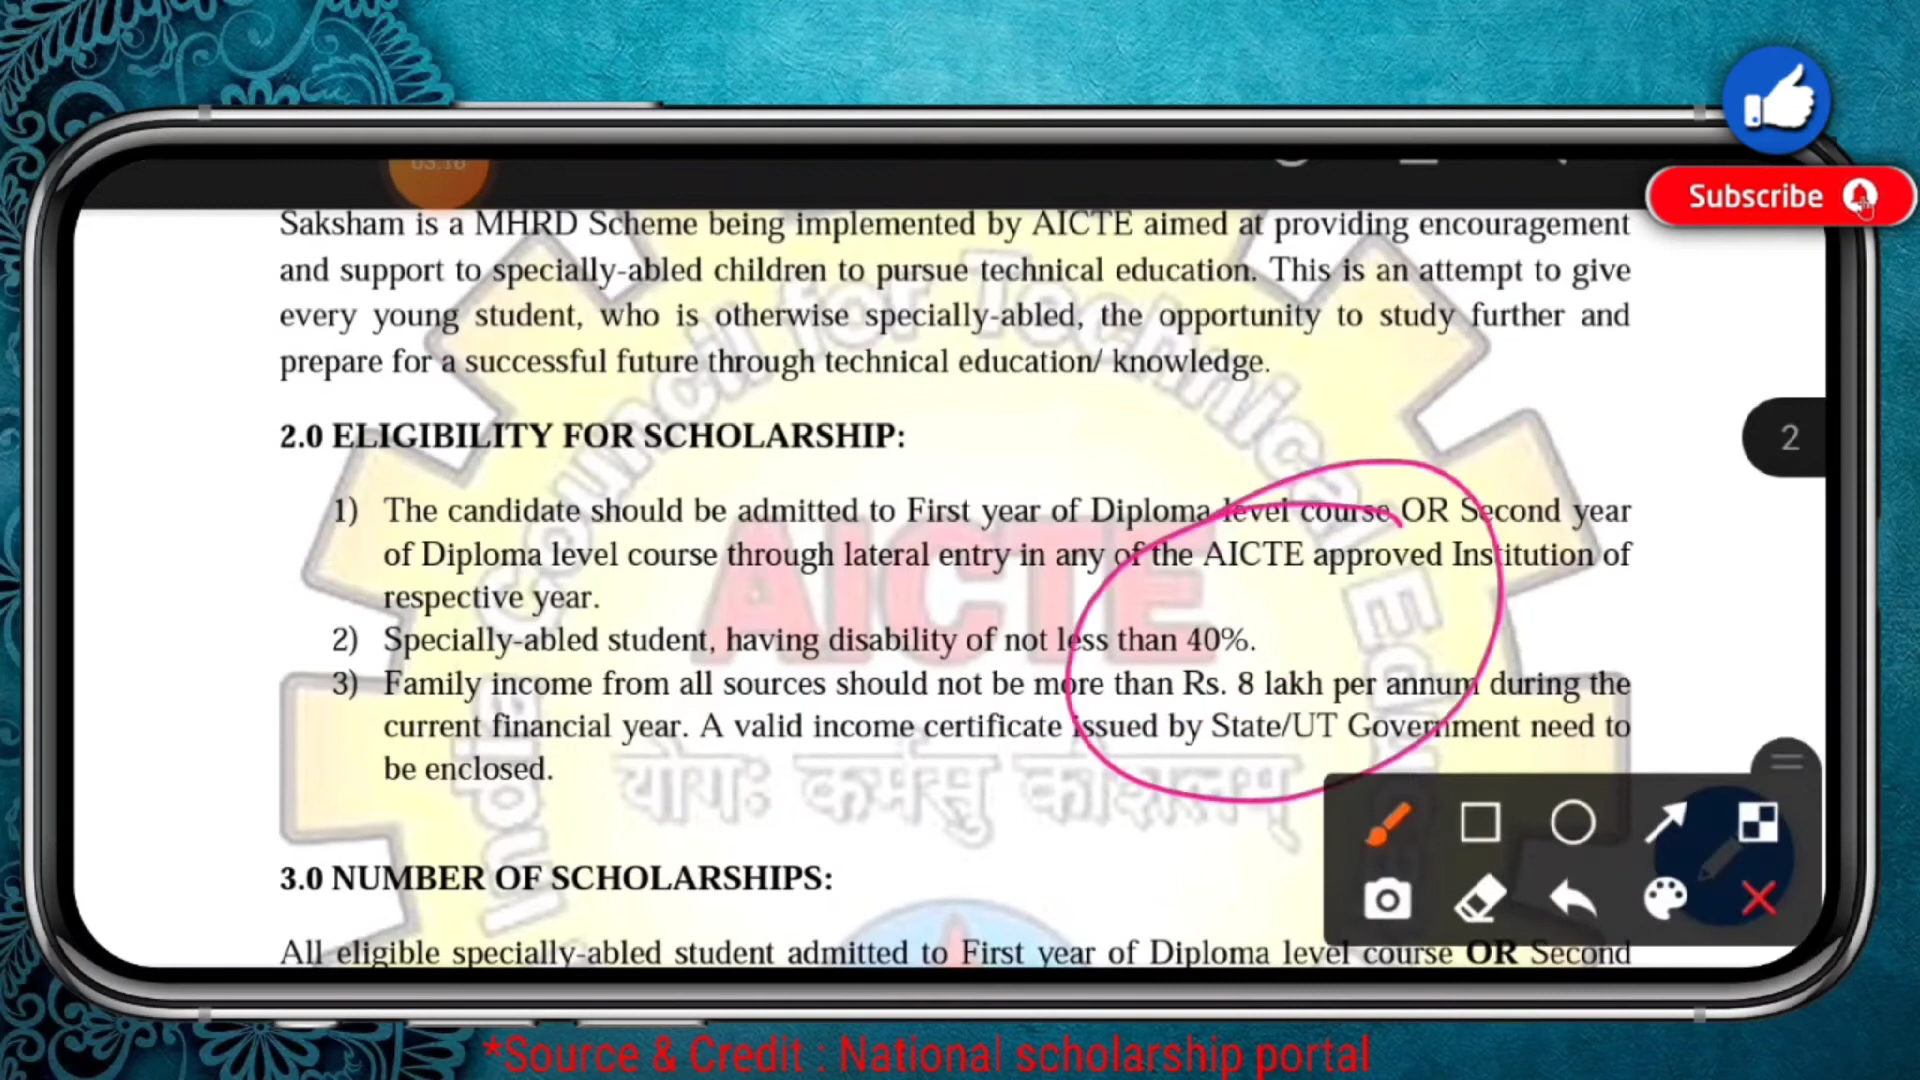 Subscribe
Saksham is a MHRD Scheme being implemented by AICTE aimed at providing encouragement
and support to specially-abled children to pursue technical education. This is an attempt to give
every young student, who is otherwise specially-abled, the opportunity to study further and
prepare for a successful future through technical education/ knowledge.
2
2.0 ELIGIBILITY FOR SCHOLARSHIP:
1) The candidate should be admitted to First year of Diploma level course OR Second year
of Diploma level course through lateral entry in any of the AICTE approved Institution of
respective year.
2) Specially-abled student, having disability of not less than 40%.
3) Family income from all sources should not be more than Rs. 8 lakh per annum during the
current financial year. A valid income certificate issued by State/UT Government need to
be enclosed.
3.0 NUMBER OF SCHOLARSHIPS:
All eligible specially-abled student admitted to First year of Diploma level course OR Second
Council for Technical
AICTE
योगः कर्मसु कौशलम्
*Source & Credit : National scholarship portal